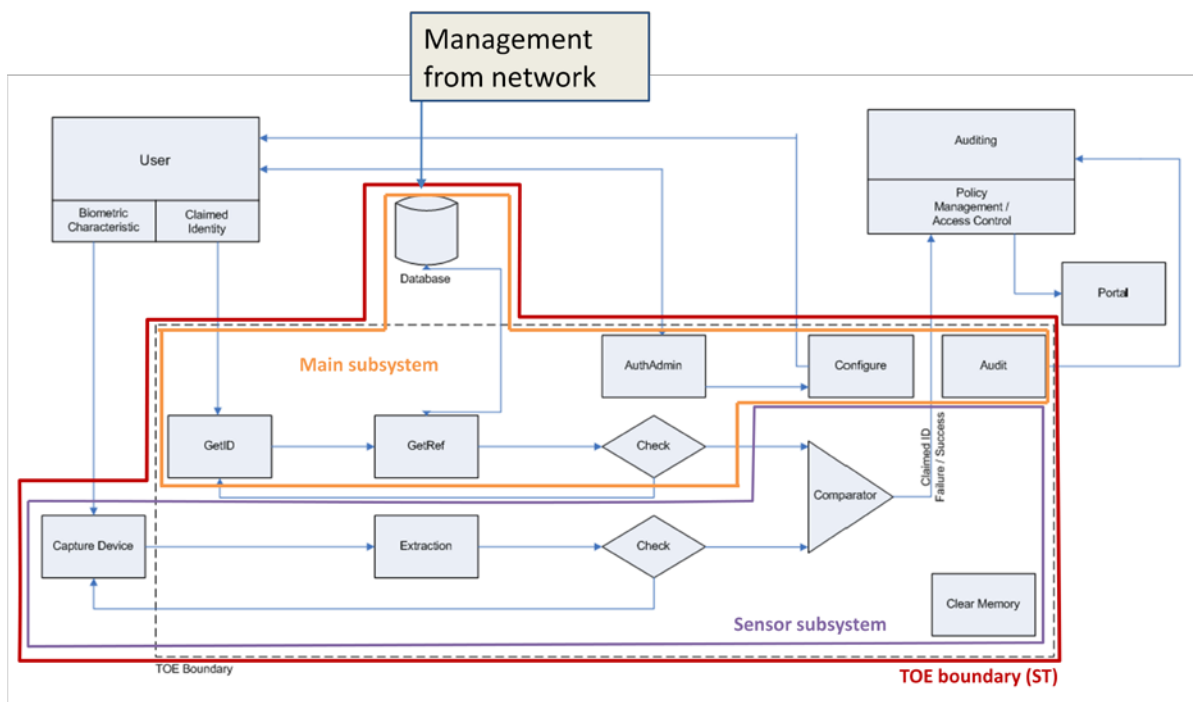 Management
from network
User
Biometric
Characteristic
Claimed
Identity
Auditing
Policy
Management /
Access Control
Portal
Database
Main subsystem
AuthAdmin
Configure
Audit
GetID
GetRef
Check
Comparator
Claimed ID
Failure / Success
Capture Device
Extraction
Check
Clear Memory
Sensor subsystem
TOE Boundary
TOE boundary (ST)